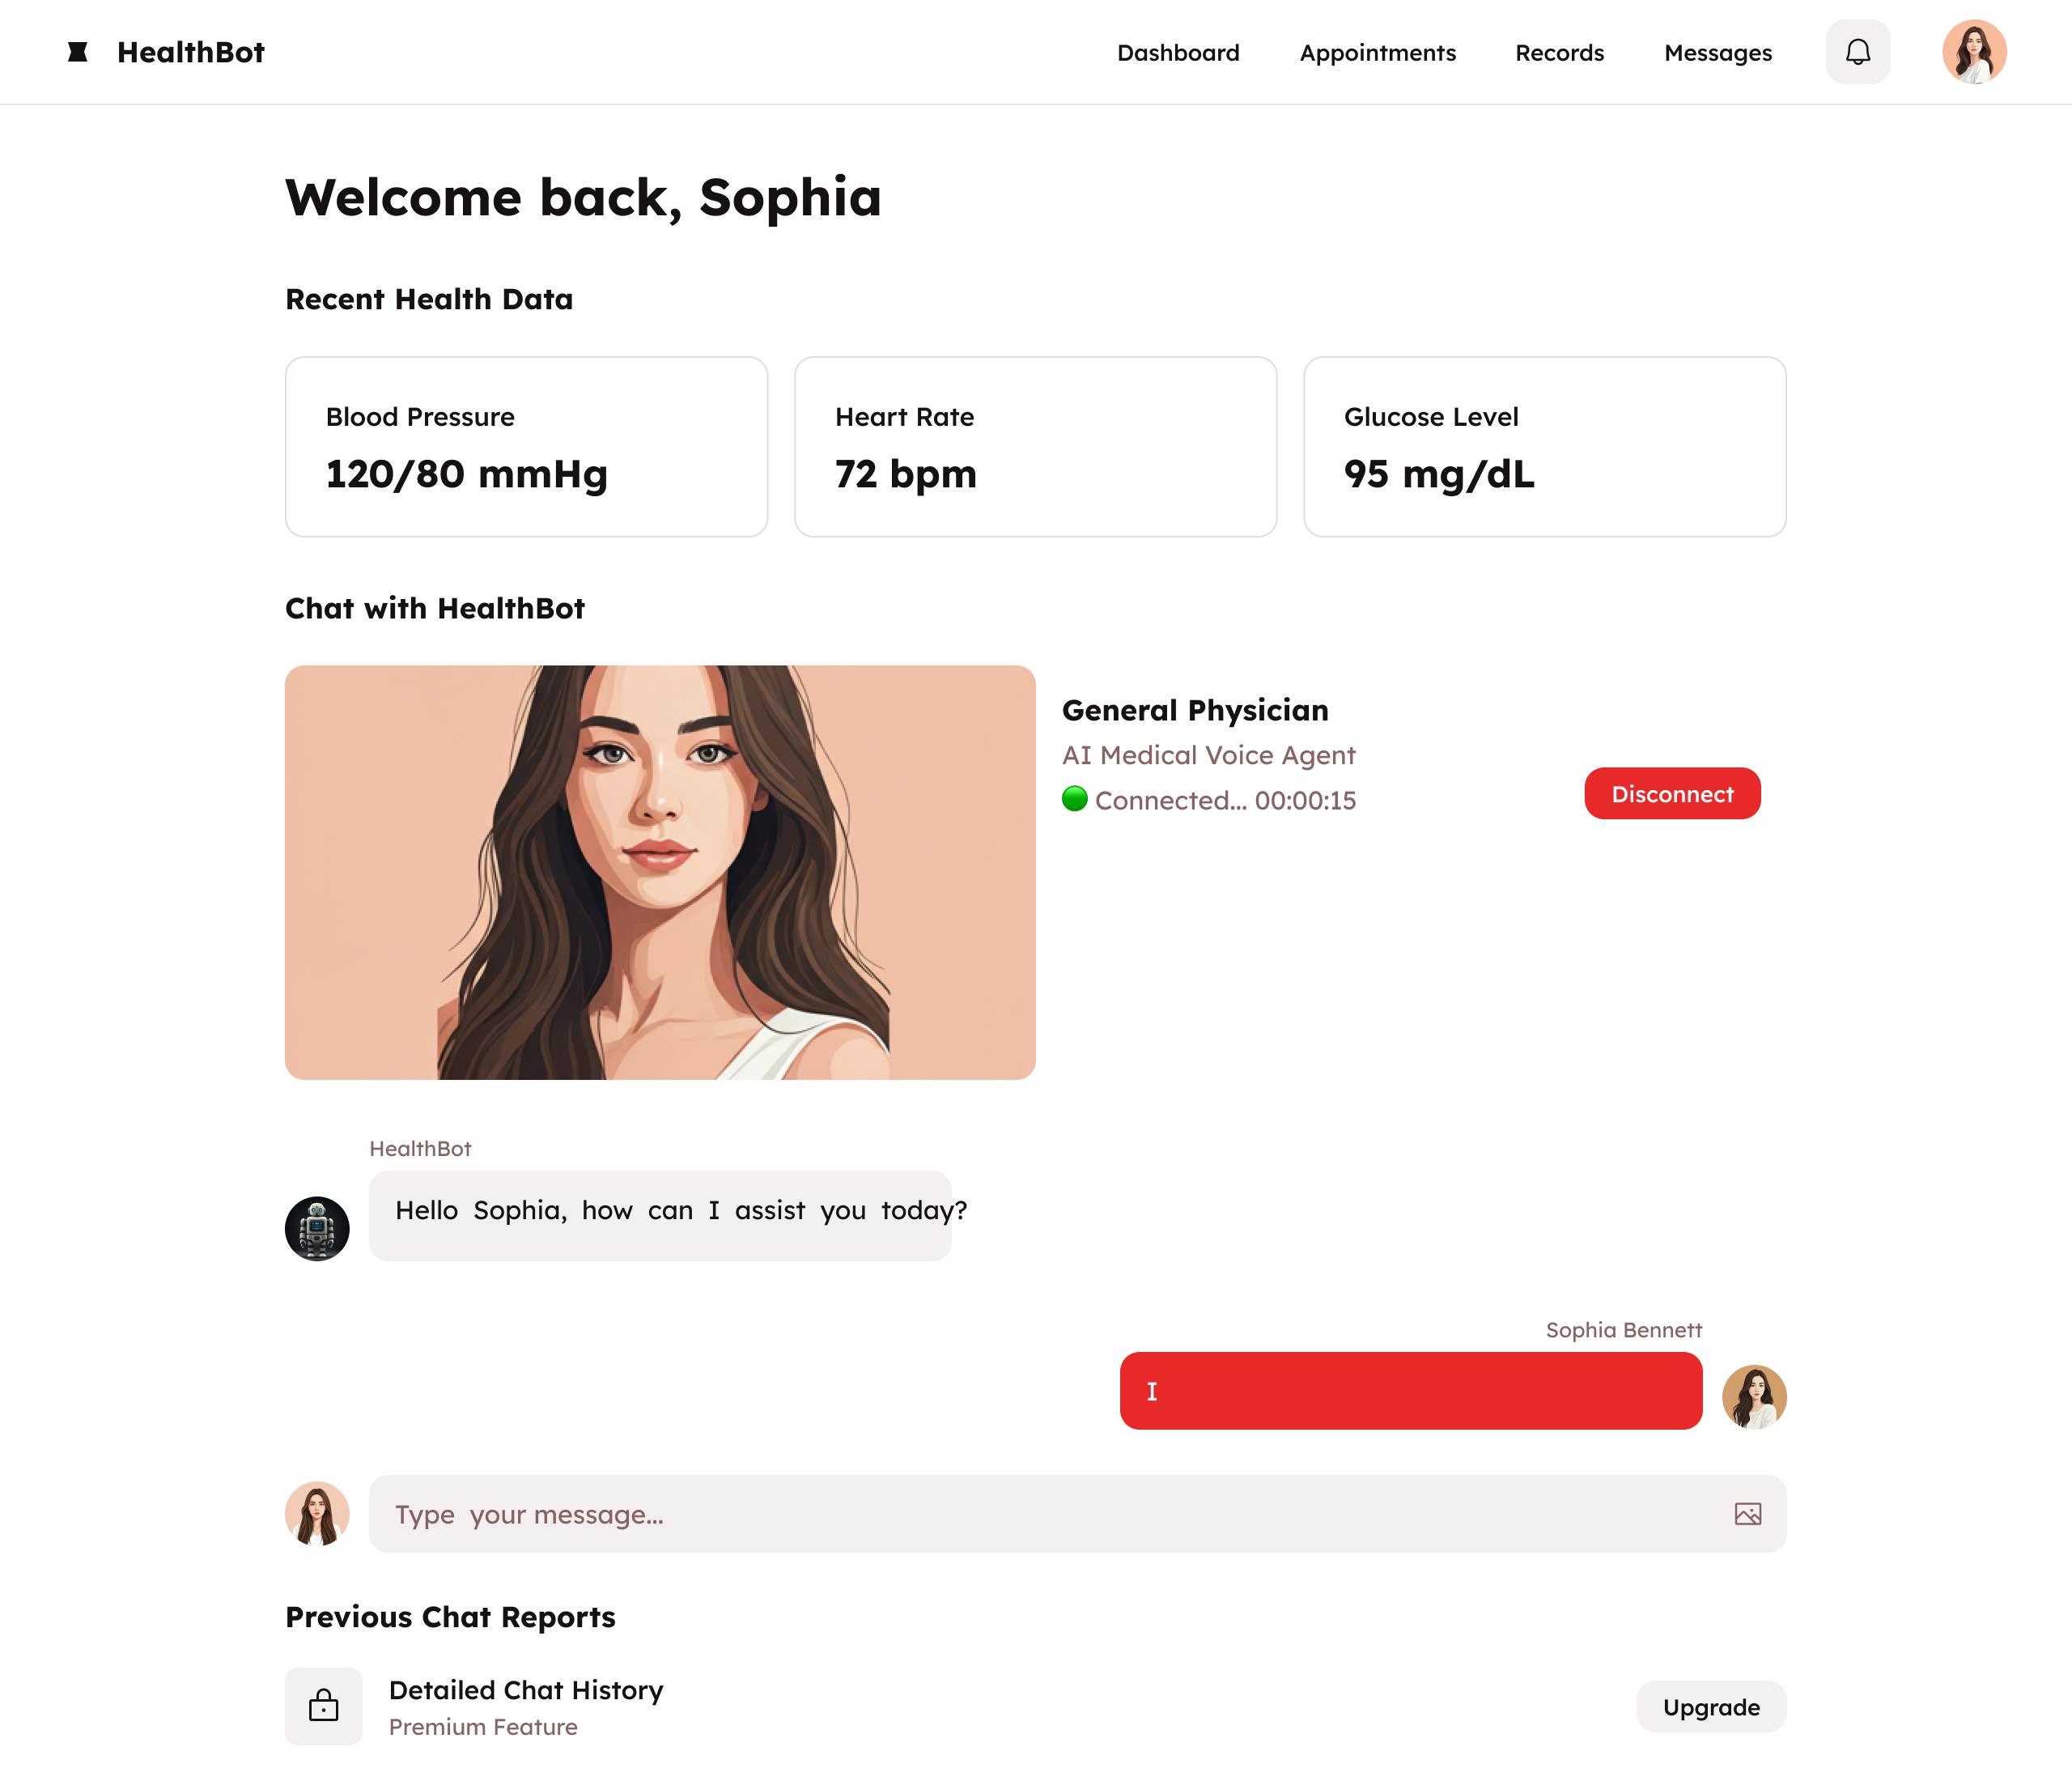 HealthBot
Dashboard
Appointments
Records
Messages
Welcome back, Sophia
Recent Health Data
Blood Pressure
120/80 mmHg
Heart Rate
72 bpm
Glucose Level
95 mg/dL
Chat with HealthBot
General Physician
AI Medical Voice Agent
Connected... 00:00:15
Disconnect
HealthBot
Hello Sophia, how can I assist you today?
Sophia Bennett
I
Type your message...
Previous Chat Reports
Detailed Chat History
Premium Feature
Upgrade